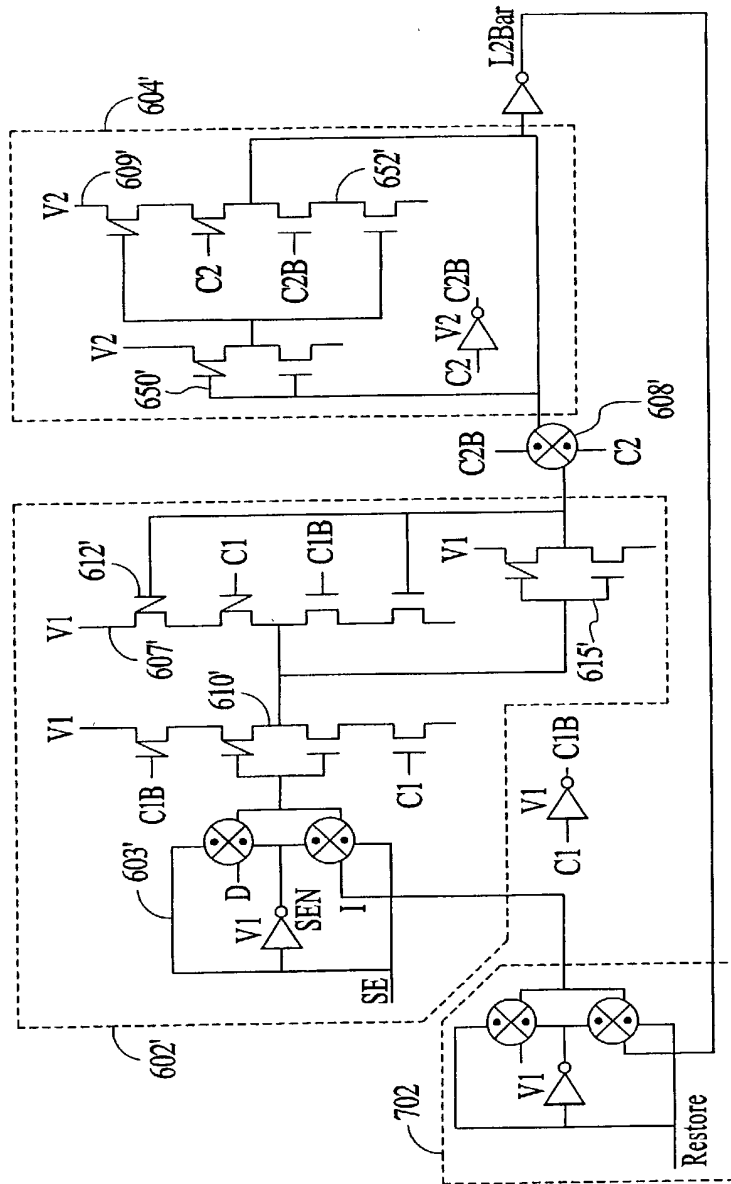 604'
V2
609'
V2
C2
C2B
652'
650'
C2
V2
C2B
L2Bar
C2B
608'
C2
612'
V1
607'
C1
C1B
V1
615'
V1
610'
C1B
C1
603'
D
V1
SEN
I
SE
602'
C1
V1
C1B
702
V1
Restore